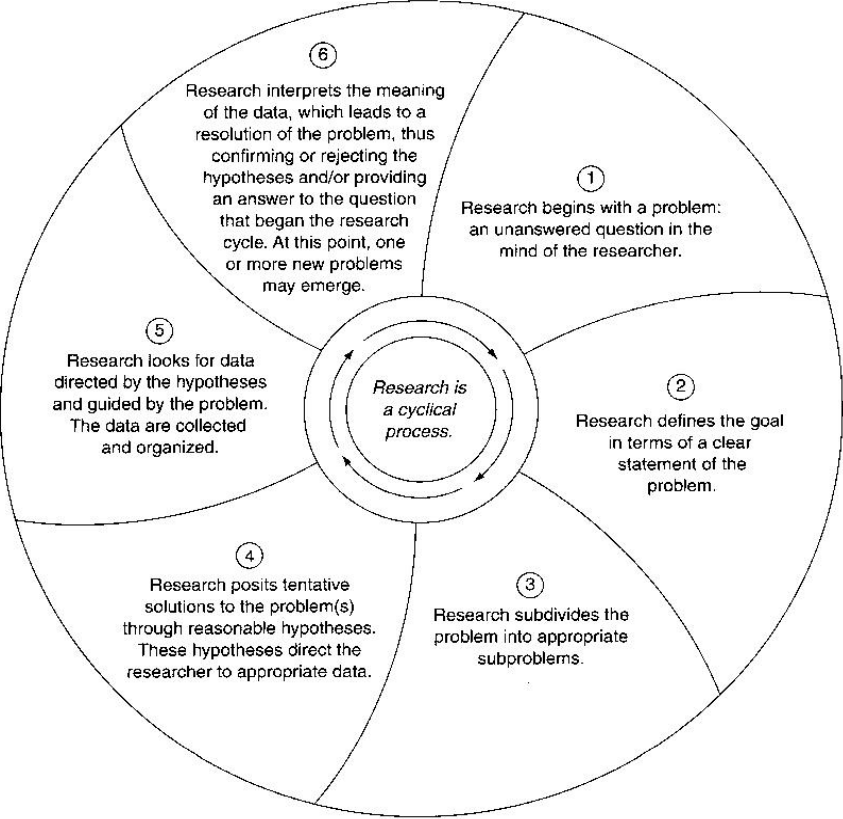 6
Research interprets the meaning
of the data, which leads to a
resolution of the problem, thus
confirming or rejecting the
hypotheses and/or providing
an answer to the question
that began the research
cycle. At this point, one
or more new problems
may emerge.
1
Research begins with a problem:
an unanswered question in the
mind of the researcher.
2
Research defines the goal
in terms of a clear
statement of the
problem.
3
Research subdivides the
problem into appropriate
subproblems.
4
Research posits tentative
solutions to the problem(s)
through reasonable hypotheses.
These hypotheses direct the
researcher to appropriate data.
5
Research looks for data
directed by the hypotheses
and guided by the problem.
The data are collected
and organized.
Research is
a cyclical
process.